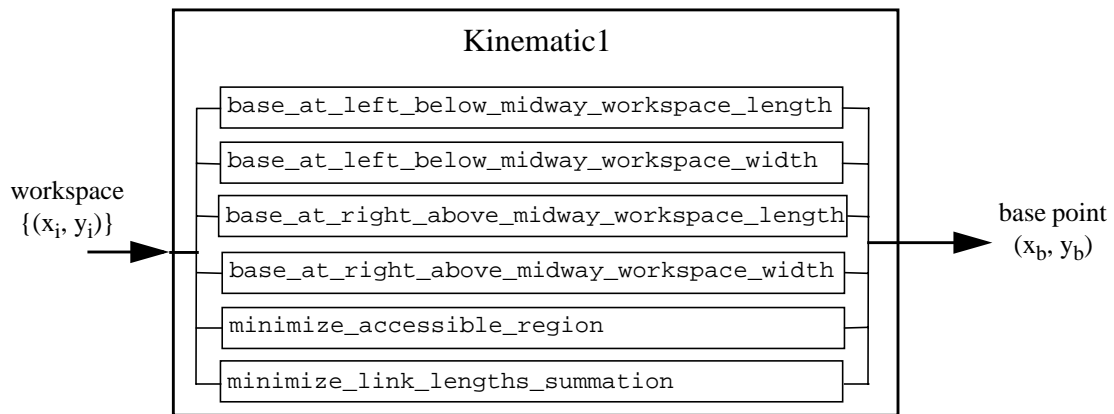 Kinematic1
base_at_left_below_midway_workspace_length
base_at_left_below_midway_workspace_width
base_at_right_above_midway_workspace_length
base_at_right_above_midway_workspace_width
minimize_accessible_region
minimize_link_lengths_summation
workspace
{(xi, yi)}
base point
(xb, yb)